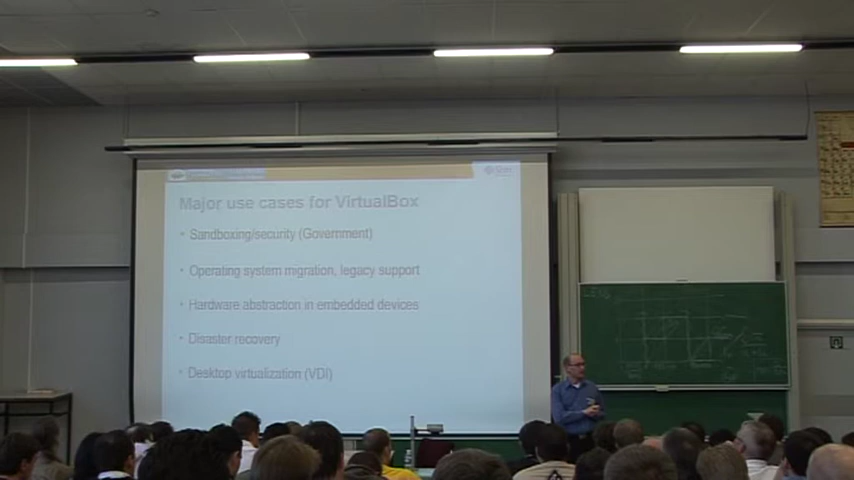 Sun
Major use cases for VirtualBox
• Sandboxing/security (Government)
• Operating system migration, legacy support
• Hardware abstraction in embedded devices
• Disaster recovery
• Desktop virtualization (VDI)